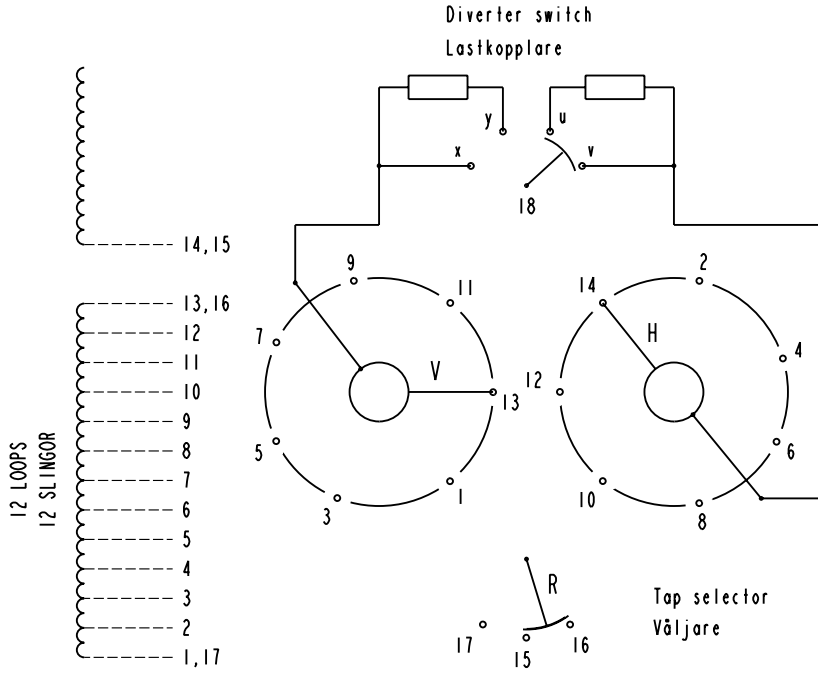 Diverter switch
Lastkopplare
y
u
x
v
18
14,15
13,16
12
11
10
9
8
7
6
5
4
3
2
1,17
12 LOOPS
12 SLINGOR
9
11
7
V
13
5
3
1
14
2
H
4
12
6
10
8
R
17
15
16
Tap selector
Väljare